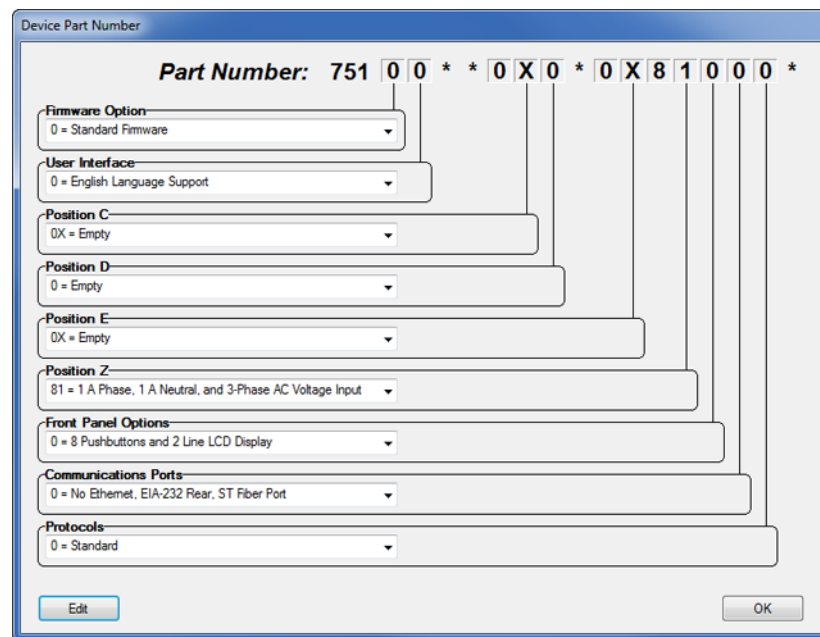 Device Part Number
Part Number: 751 0 0 * * 0 X 0 * 0 X 8 1 0 0 0 *
Firmware Option
0 = Standard Firmware
User Interface
0 = English Language Support
Position C
0X = Empty
Position D
0 = Empty
Position E
0X = Empty
Position Z
81 = 1 A Phase, 1 A Neutral, and 3-Phase AC Voltage Input
Front Panel Options
0 = 8 Pushbuttons and 2 Line LCD Display
Communications Ports
0 = No Ethernet, EIA-232 Rear, ST Fiber Port
Protocols
0 = Standard
Edit
OK